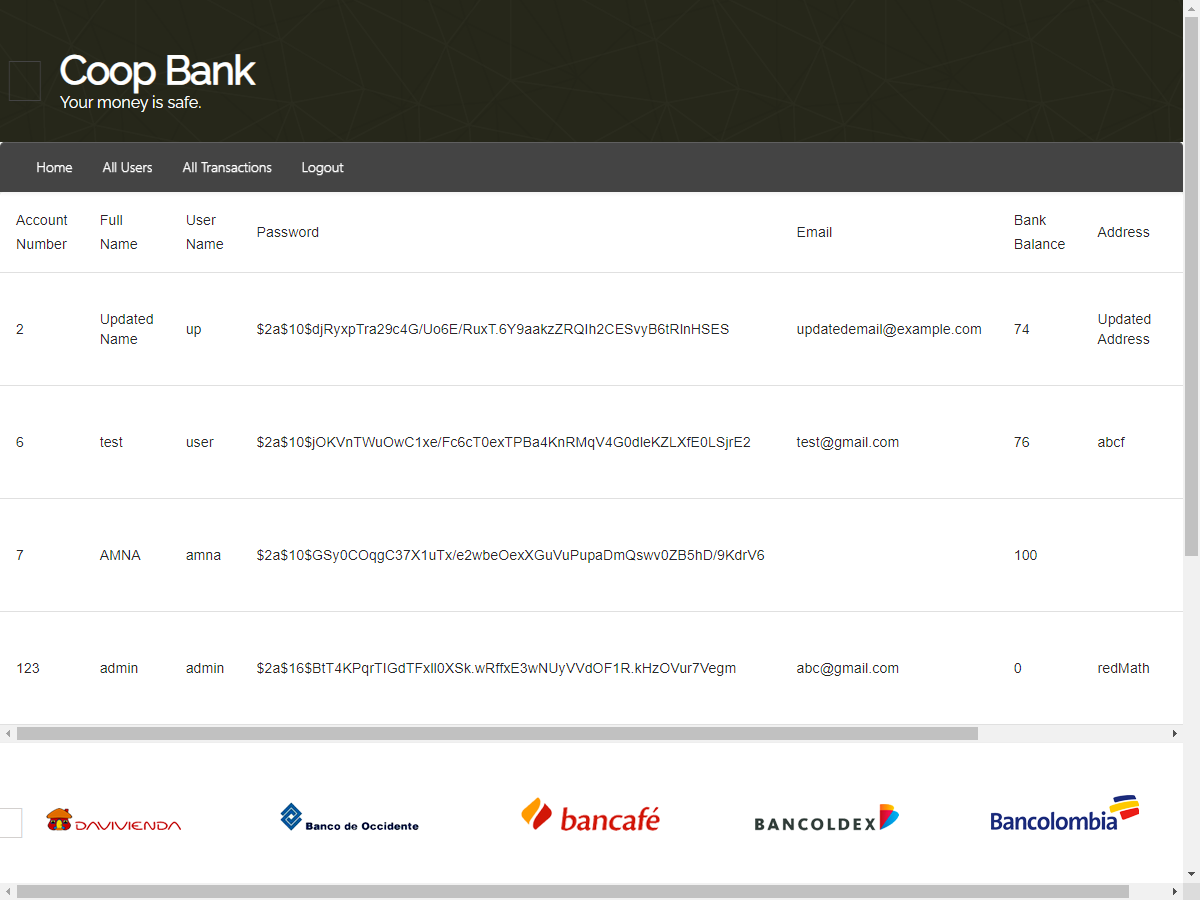 Coop Bank
Your money is safe.
Home All Users All Transactions Logout
Account Number Full Name User Name Password Email Bank Balance Address
2 Updated Name up $2a$10$djRyxpTra29c4G/Uo6E/RuxT.6Y9aakzZRQIh2CESvyB6tRlnHSES updatedemail@example.com 74 Updated Address
6 test user $2a$10$jOKVnTWuOwC1xe/Fc6cT0exTPBa4KnRMqV4G0dleKZLXfE0LSjrE2 test@gmail.com 76 abcf
7 AMNA amna $2a$10$GSy0COqgC37X1uTx/e2wbeOexXGuVuPupaDmQswv0ZB5hD/9KdrV6 100
123 admin admin $2a$16$BtT4KPqrTIGdTFxll0XSk.wRffxE3wNUyVVdOF1R.kHzOVur7Vegm abc@gmail.com 0 redMath
DAVIVIENDA Banco de Occidente bancafé BANCOLDEX Bancolombia